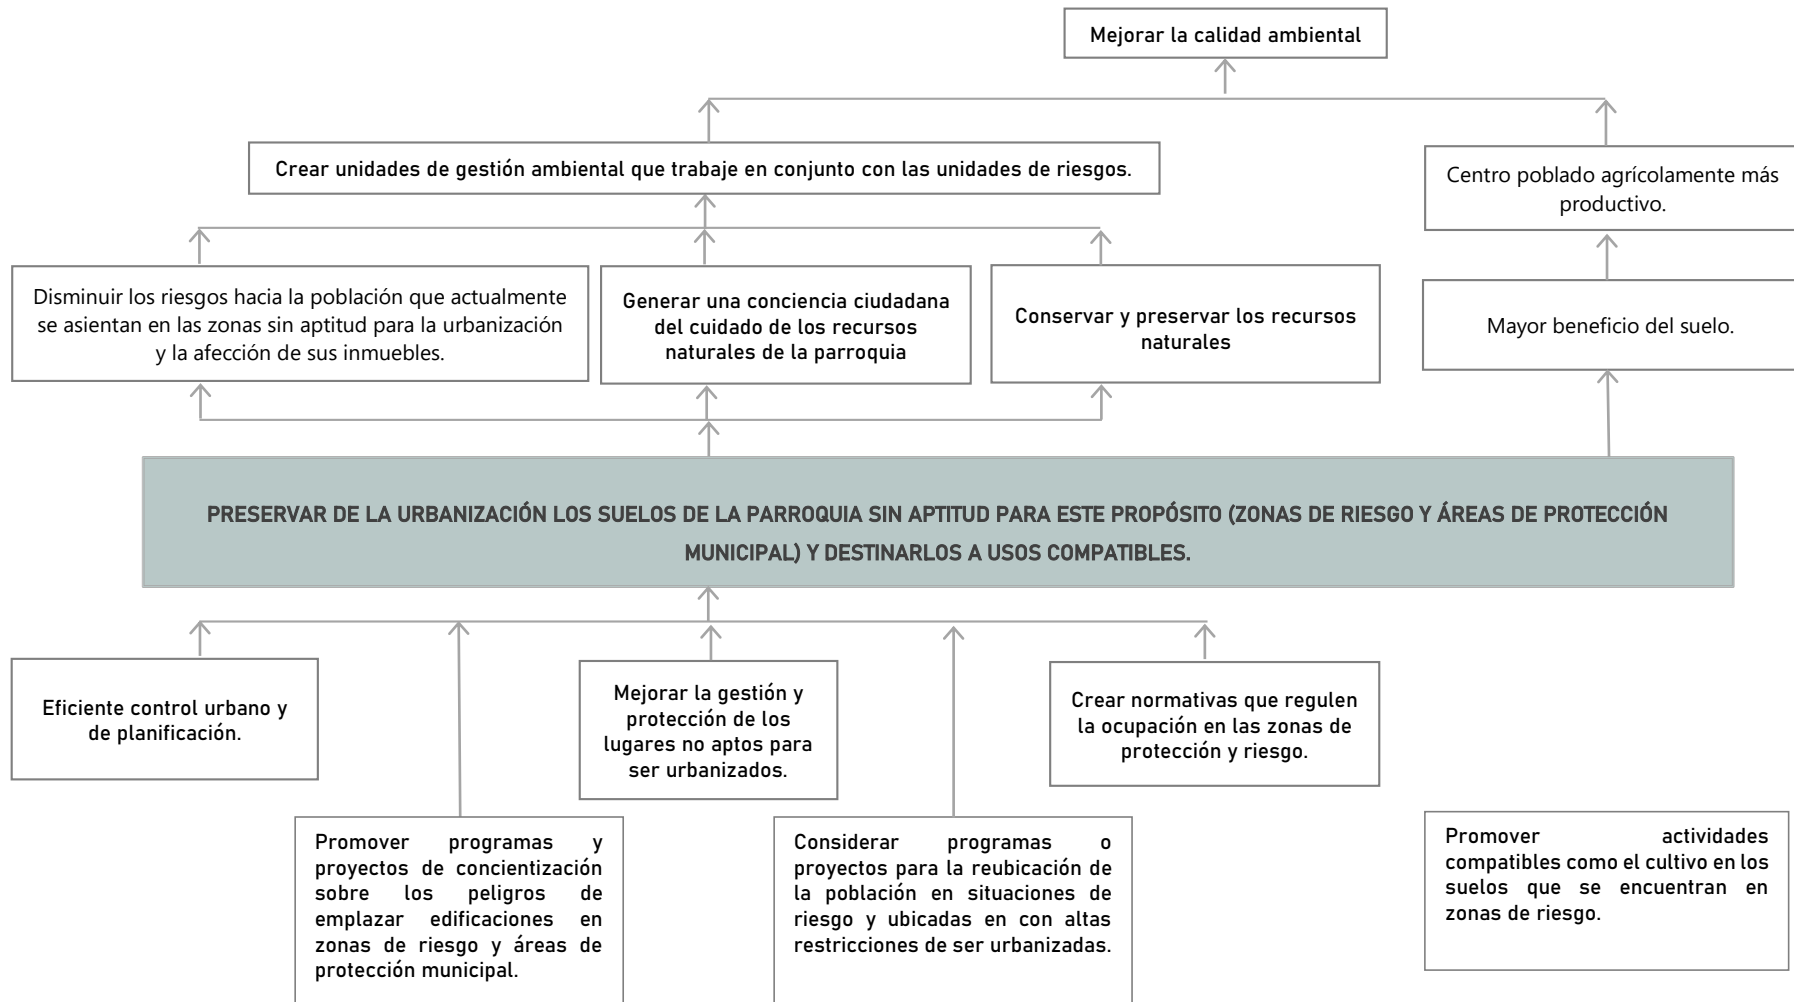 Mejorar la calidad ambiental
Crear unidades de gestión ambiental que trabaje en conjunto con las unidades de riesgos.
Centro poblado agrícolamente más
productivo.
Disminuir los riesgos hacia la población que actualmente
se asientan en las zonas sin aptitud para la urbanización
y la afección de sus inmuebles.
Generar una conciencia ciudadana
del cuidado de los recursos
naturales de la parroquia
Conservar y preservar los recursos
naturales
Mayor beneficio del suelo.
PRESERVAR DE LA URBANIZACIÓN LOS SUELOS DE LA PARROQUIA SIN APTITUD PARA ESTE PROPÓSITO (ZONAS DE RIESGO Y ÁREAS DE PROTECCIÓN
MUNICIPAL) Y DESTINARLOS A USOS COMPATIBLES.
Eficiente control urbano y
de planificación.
Mejorar la gestión y
protección de los
lugares no aptos para
ser urbanizados.
Crear normativas que regulen
la ocupación en las zonas de
protección y riesgo.
Promover programas y
proyectos de concientización
sobre los peligros de
emplazar edificaciones en
zonas de riesgo y áreas de
protección municipal.
Considerar programas o
proyectos para la reubicación de
la población en situaciones de
riesgo y ubicadas en con altas
restricciones de ser urbanizadas.
Promover actividades
compatibles como el cultivo en los
suelos que se encuentran en
zonas de riesgo.